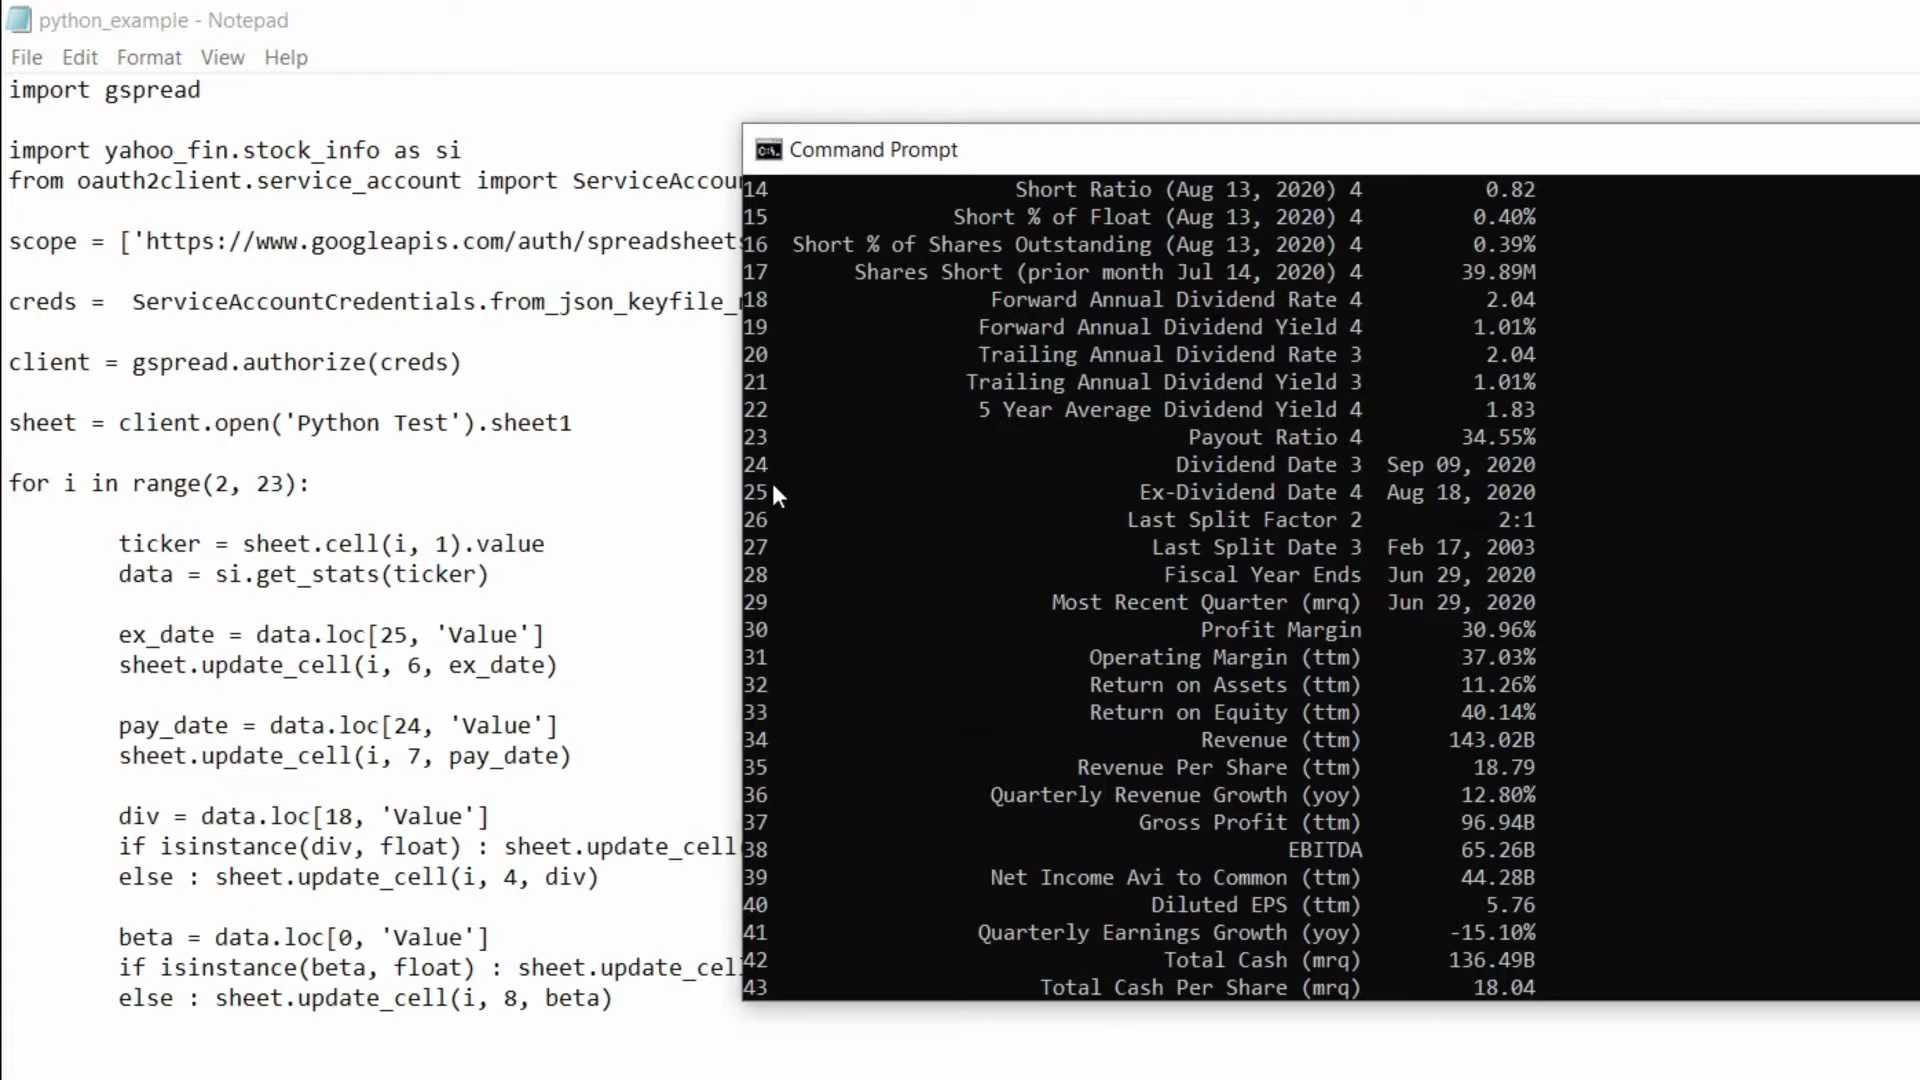 python_example - Notepad
File Edit Format View Help
import gspread
import yahoo_fin.stock_info as si
from oauth2client.service_account import ServiceAccou
scope = ['https://www.googleapis.com/auth/spreadsheets
creds =  ServiceAccountCredentials.from_json_keyfile_
client = gspread.authorize(creds)
sheet = client.open('Python Test').sheet1
for i in range(2, 23):
ticker = sheet.cell(i, 1).value
data = si.get_stats(ticker)
ex_date = data.loc[25, 'Value']
sheet.update_cell(i, 6, ex_date)
pay_date = data.loc[24, 'Value']
sheet.update_cell(i, 7, pay_date)
div = data.loc[18, 'Value']
if isinstance(div, float) : sheet.update_cell
else : sheet.update_cell(i, 4, div)
beta = data.loc[0, 'Value']
if isinstance(beta, float) : sheet.update_cel
else : sheet.update_cell(i, 8, beta)
Command Prompt
14 Short Ratio (Aug 13, 2020) 4 0.82
15 Short % of Float (Aug 13, 2020) 4 0.40%
16 Short % of Shares Outstanding (Aug 13, 2020) 4 0.39%
17 Shares Short (prior month Jul 14, 2020) 4 39.89M
18 Forward Annual Dividend Rate 4 2.04
19 Forward Annual Dividend Yield 4 1.01%
20 Trailing Annual Dividend Rate 3 2.04
21 Trailing Annual Dividend Yield 3 1.01%
22 5 Year Average Dividend Yield 4 1.83
23 Payout Ratio 4 34.55%
24 Dividend Date 3 Sep 09, 2020
25 Ex-Dividend Date 4 Aug 18, 2020
26 Last Split Factor 2 2:1
27 Last Split Date 3 Feb 17, 2003
28 Fiscal Year Ends Jun 29, 2020
29 Most Recent Quarter (mrq) Jun 29, 2020
30 Profit Margin 30.96%
31 Operating Margin (ttm) 37.03%
32 Return on Assets (ttm) 11.26%
33 Return on Equity (ttm) 40.14%
34 Revenue (ttm) 143.02B
35 Revenue Per Share (ttm) 18.79
36 Quarterly Revenue Growth (yoy) 12.80%
37 Gross Profit (ttm) 96.94B
38 EBITDA 65.26B
39 Net Income Avi to Common (ttm) 44.28B
40 Diluted EPS (ttm) 5.76
41 Quarterly Earnings Growth (yoy) -15.10%
42 Total Cash (mrq) 136.49B
43 Total Cash Per Share (mrq) 18.04